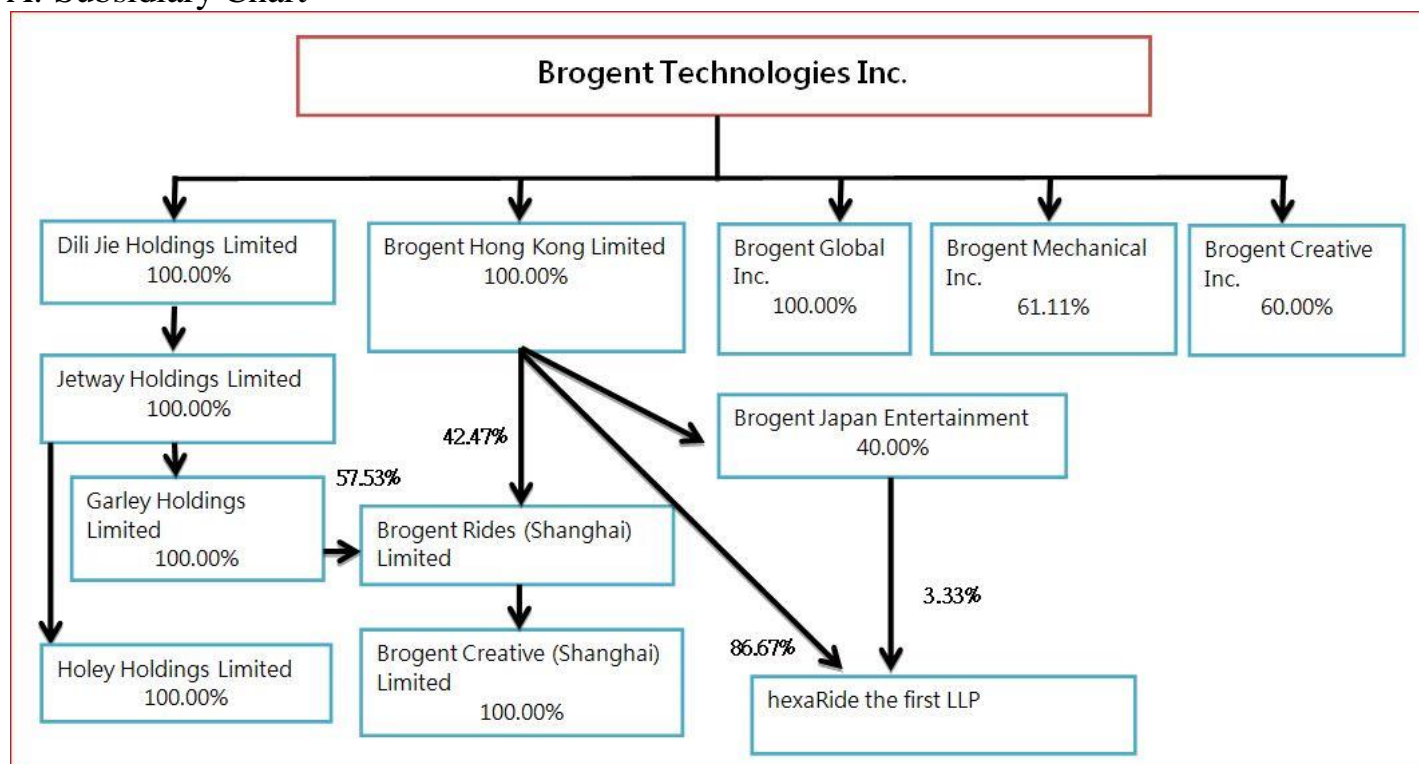 A. Subsidiary Chart
Brogent Technologies Inc.
Dili Jie Holdings Limited
100.00%
Brogent Hong Kong Limited
100.00%
Brogent Global
Inc.
100.00%
Brogent Mechanical
Inc.
61.11%
Brogent Creative
Inc.
60.00%
Jetway Holdings Limited
100.00%
Brogent Japan Entertainment
40.00%
42.47%
57.53%
Garley Holdings
Limited
100.00%
Brogent Rides (Shanghai)
Limited
3.33%
86.67%
Holey Holdings Limited
100.00%
Brogent Creative (Shanghai)
Limited
100.00%
hexaRide the first LLP